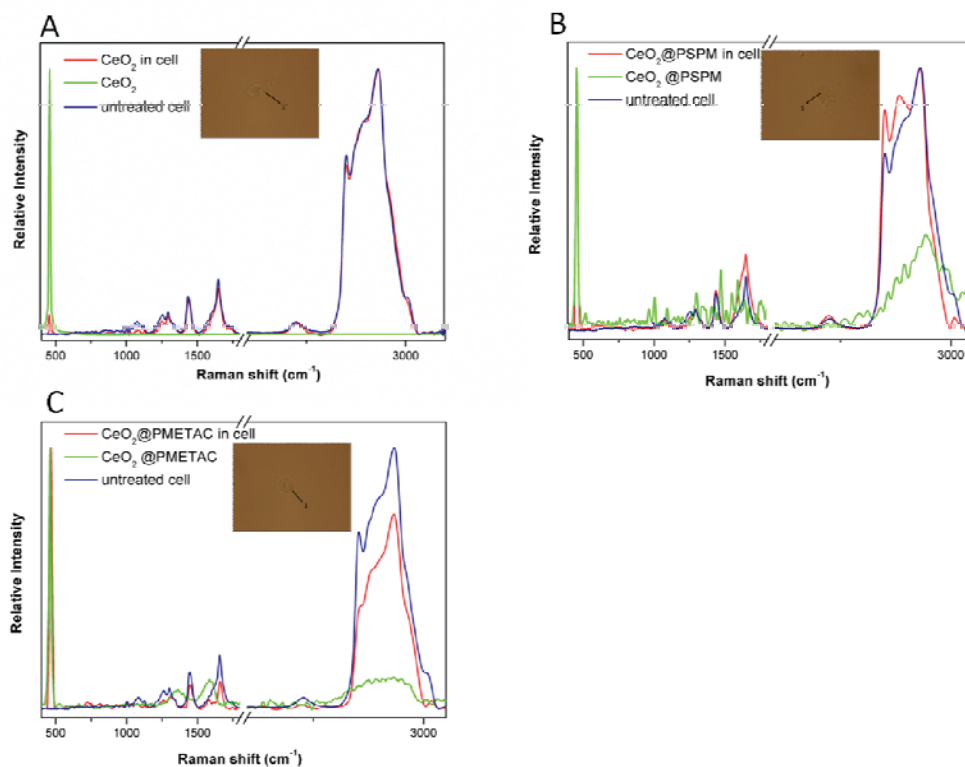 A
CeO₂ in cell
CeO₂
untreated cell
Relative Intensity
500 1000 1500 3000
Raman shift (cm⁻¹)
B
CeO₂@PSPM in cell
CeO₂ @PSPM
untreated cell
Relative Intensity
500 1000 1500 3000
Raman shift (cm⁻¹)
C
CeO₂@PMETAC in cell
CeO₂ @PMETAC
untreated cell
Relative Intensity
500 1000 1500 3000
Raman shift (cm⁻¹)